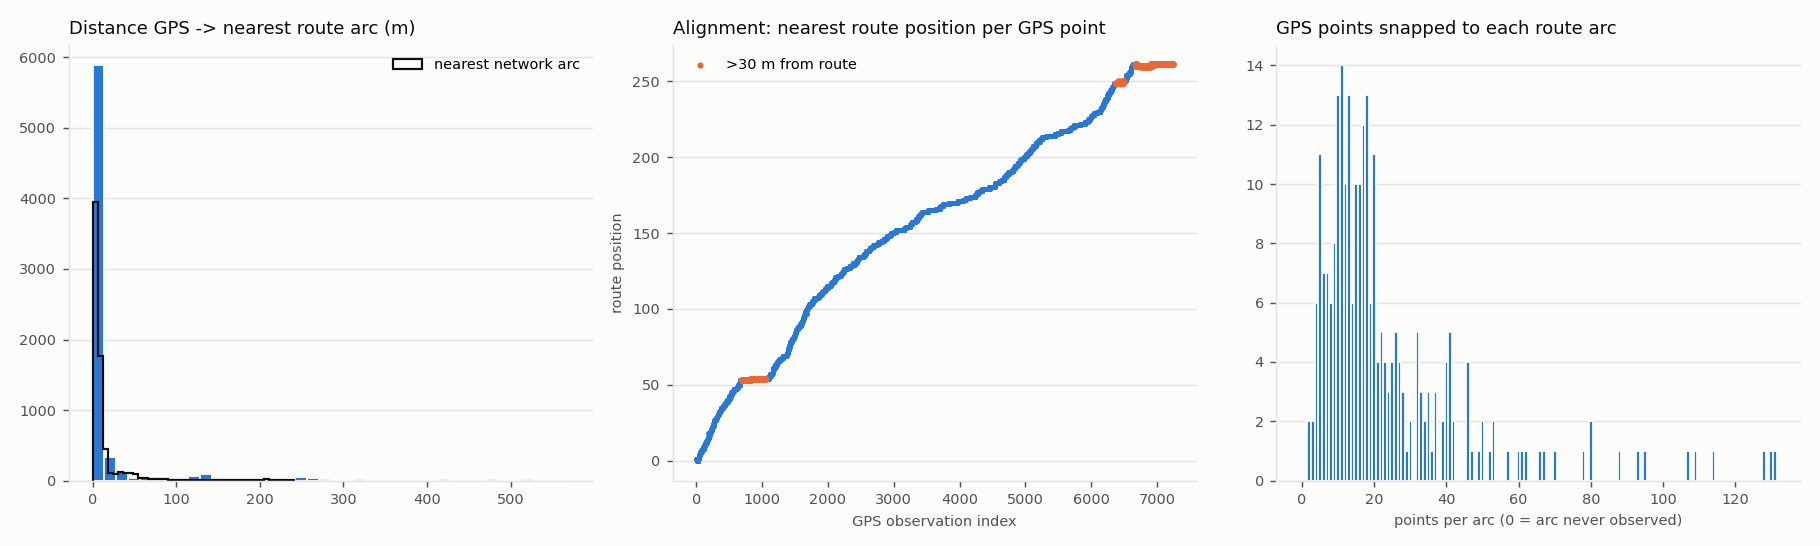 Distance GPS -> nearest route arc (m)
nearest network arc
6000
5000
4000
3000
2000
1000
0
0 100 200 300 400 500
Alignment: nearest route position per GPS point
>30 m from route
250
200
150
100
50
0
route position
0 1000 2000 3000 4000 5000 6000 7000
GPS observation index
GPS points snapped to each route arc
14
12
10
8
6
4
2
0
0 20 40 60 80 100 120
points per arc (0 = arc never observed)